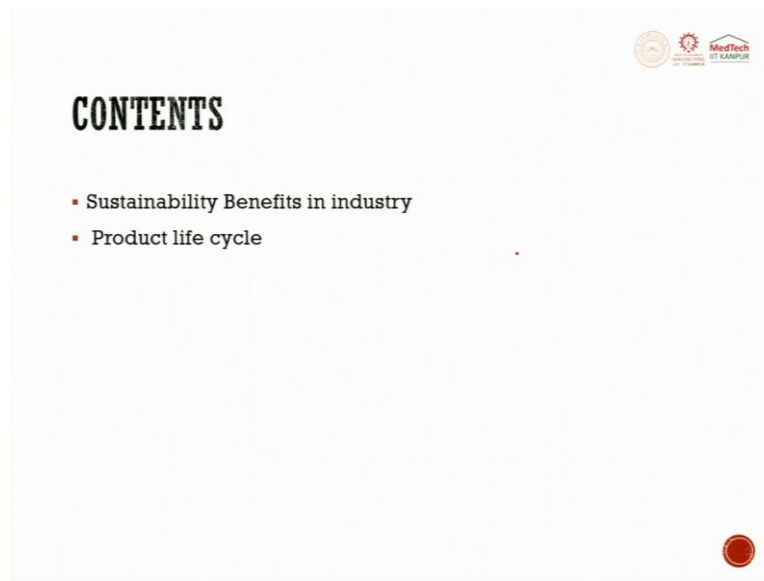 MedTech
IIT KANPUR
CONTENTS
Sustainability Benefits in industry
Product life cycle